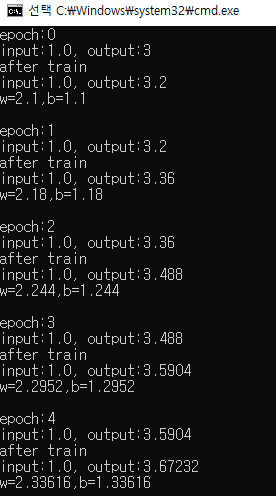 선택 C:₩Windows₩system32₩cmd.exe
epoch:0
input:1.0, output:3
after train
input:1.0, output:3.2
w=2.1,b=1.1
epoch:1
input:1.0, output:3.2
after train
input:1.0, output:3.36
w=2.18,b=1.18
epoch:2
input:1.0, output:3.36
after train
input:1.0, output:3.488
w=2.244,b=1.244
epoch:3
input:1.0, output:3.488
after train
input:1.0, output:3.5904
w=2.2952,b=1.2952
epoch:4
input:1.0, output:3.5904
after train
input:1.0, output:3.67232
w=2.33616,b=1.33616